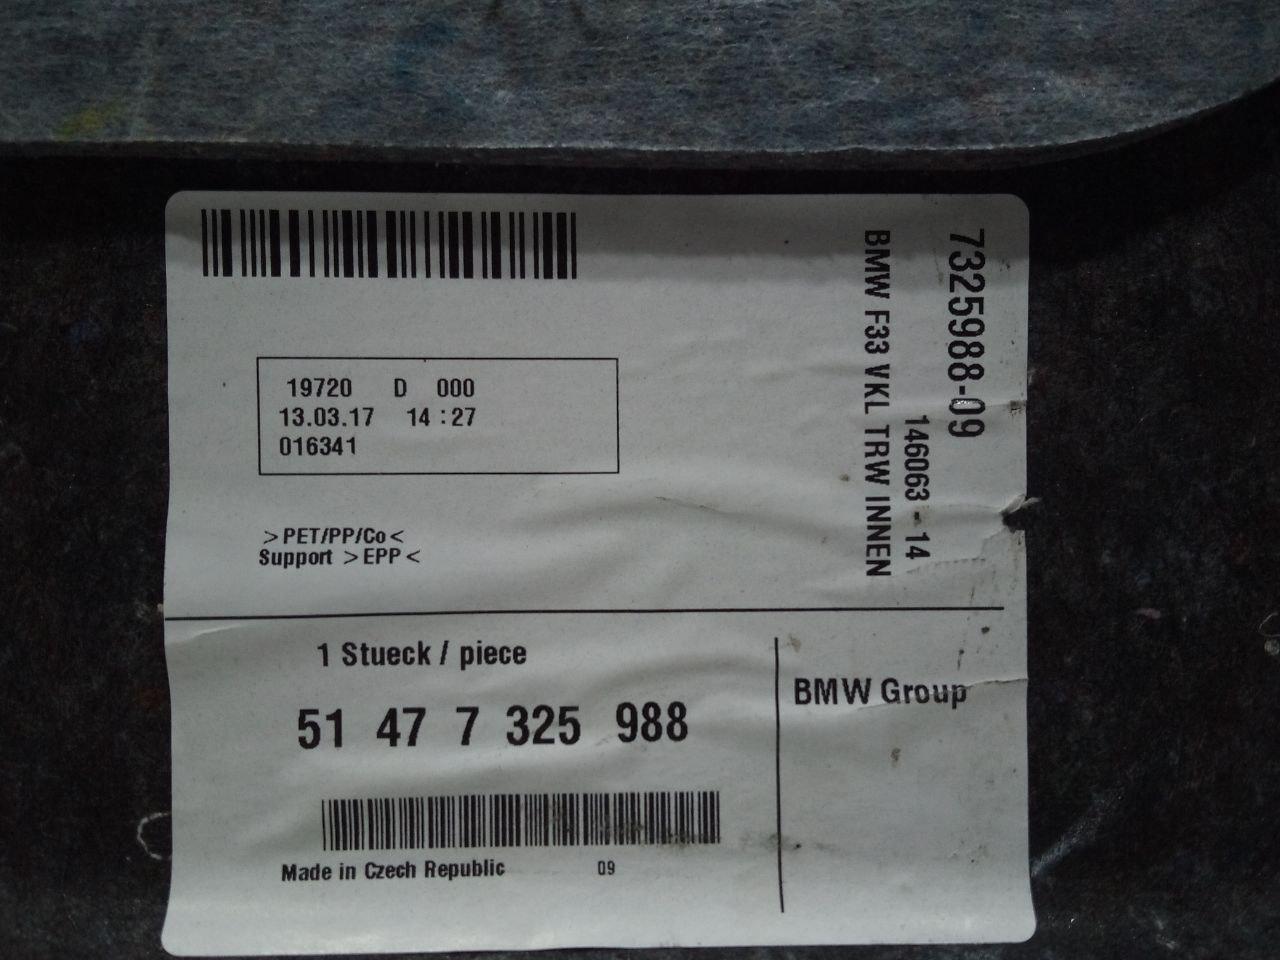 19720 D 000
13.03.17 14:27
016341
>PET/PP/Co<
Support >EPP<
7325988-09
146063 - 14
BMW F33 VKL TRW INNEN
1 Stueck / piece
51 47 7 325 988
BMW Group
Made in Czech Republic 09